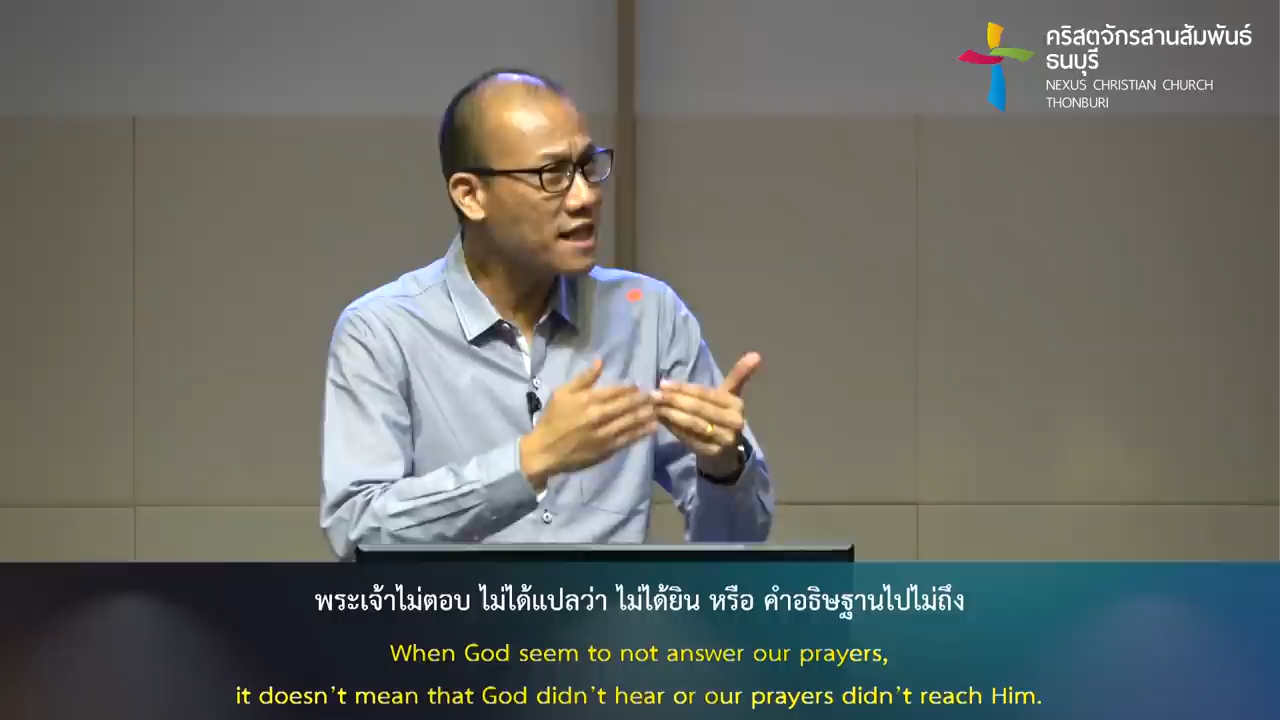 คริสตจักรสานสัมพันธ์
ธนบุรี
NEXUS CHRISTIAN CHURCH
THONBURI
พระเจ้าไม่ตอบ ไม่ได้แปลว่า ไม่ได้ยิน หรือ คำอธิษฐานไปไม่ถึง
When God seem to not answer our prayers,
it doesn't mean that God didn't hear or our prayers didn't reach Him.